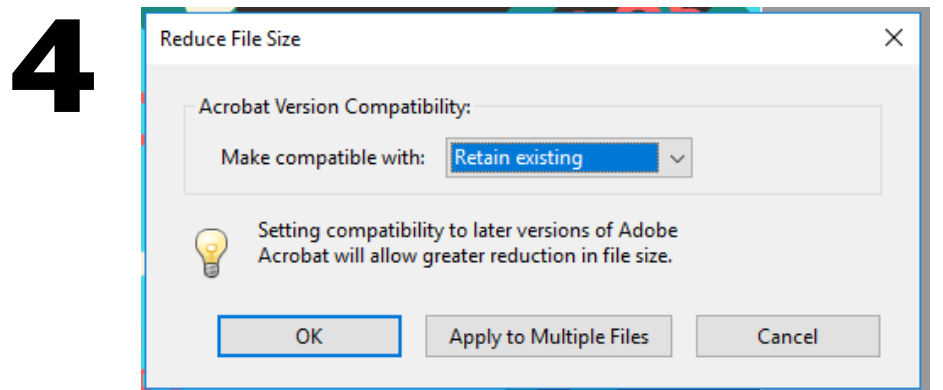 4
Reduce File Size
Acrobat Version Compatibility:
Make compatible with: Retain existing
Setting compatibility to later versions of Adobe
Acrobat will allow greater reduction in file size.
OK Apply to Multiple Files Cancel